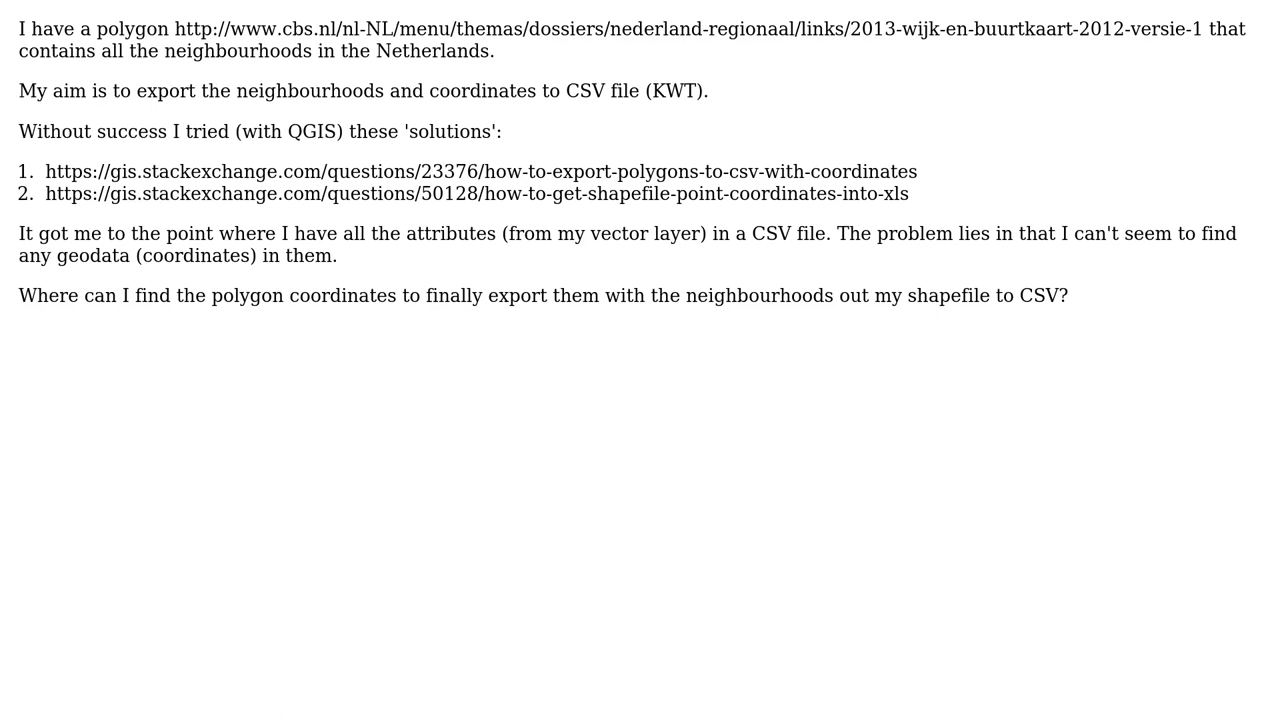 I have a polygon http://www.cbs.nl/nl-NL/menu/themas/dossiers/nederland-regionaal/links/2013-wijk-en-buurtkaart-2012-versie-1 that
contains all the neighbourhoods in the Netherlands.
My aim is to export the neighbourhoods and coordinates to CSV file (KWT).
Without success I tried (with QGIS) these 'solutions':
1. https://gis.stackexchange.com/questions/23376/how-to-export-polygons-to-csv-with-coordinates
2. https://gis.stackexchange.com/questions/50128/how-to-get-shapefile-point-coordinates-into-xls
It got me to the point where I have all the attributes (from my vector layer) in a CSV file. The problem lies in that I can't seem to find
any geodata (coordinates) in them.
Where can I find the polygon coordinates to finally export them with the neighbourhoods out my shapefile to CSV?